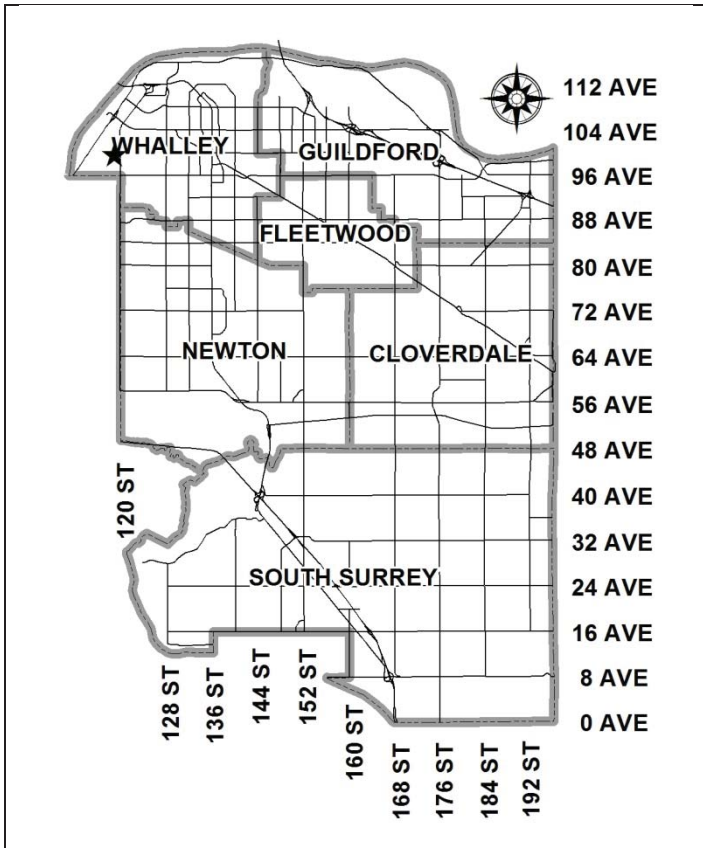 112 AVE
104 AVE
WHALLEY
GUILDFORD
96 AVE
88 AVE
FLEETWOOD
80 AVE
72 AVE
NEWTON
CLOVERDALE
64 AVE
56 AVE
48 AVE
120 ST
40 AVE
32 AVE
SOUTH SURREY
24 AVE
16 AVE
128 ST
136 ST
144 ST
152 ST
160 ST
8 AVE
0 AVE
168 ST
176 ST
184 ST
192 ST